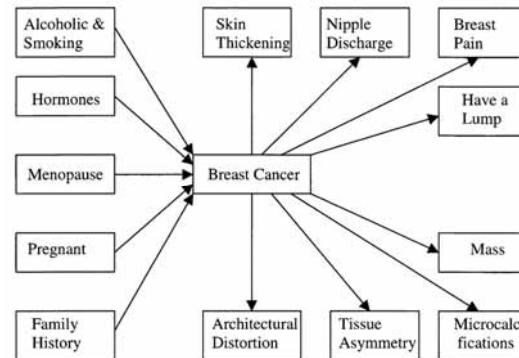 Alcoholic &
Smoking
Skin
Thickening
Nipple
Discharge
Breast
Pain
Hormones
Have a
Lump
Menopause
Breast Cancer
Pregnant
Mass
Family
History
Architectural
Distortion
Tissue
Asymmetry
Microcalc
fications